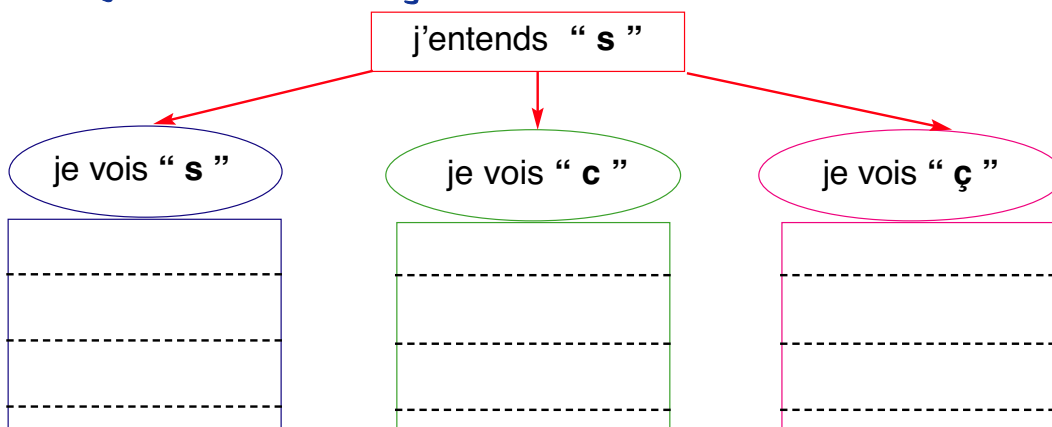 j'entends “ s ”
je vois “ s ”
je vois “ c ”
je vois “ ç ”